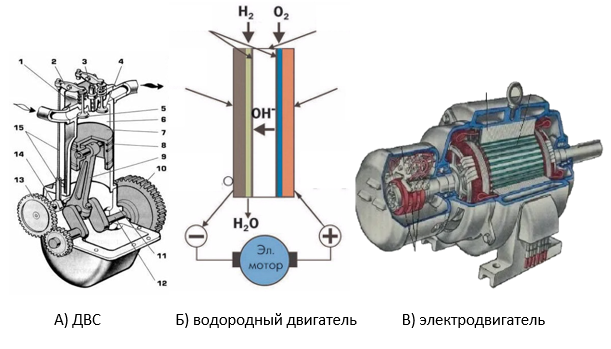 1
2
3
4
5
6
7
8
9
10
11
12
13
14
15
H₂
O₂
OH⁻
H₂O
−
+
Эл.
мотор
А) ДВС
Б) водородный двигатель
В) электродвигатель